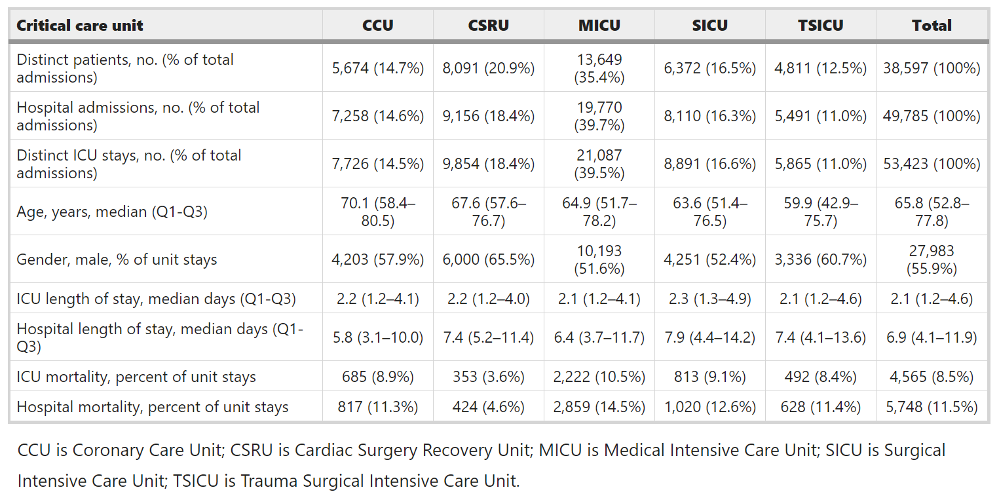 Critical care unit CCU CSRU MICU SICU TSICU Total
Distinct patients, no. (% of total
admissions)
5,674 (14.7%) 8,091 (20.9%) 13,649
(35.4%)
6,372 (16.5%) 4,811 (12.5%) 38,597 (100%)
Hospital admissions, no. (% of total
admissions)
7,258 (14.6%) 9,156 (18.4%) 19,770
(39.7%)
8,110 (16.3%) 5,491 (11.0%) 49,785 (100%)
Distinct ICU stays, no. (% of total
admissions)
7,726 (14.5%) 9,854 (18.4%) 21,087
(39.5%)
8,891 (16.6%) 5,865 (11.0%) 53,423 (100%)
Age, years, median (Q1-Q3)
70.1 (58.4–
80.5)
67.6 (57.6–
76.7)
64.9 (51.7–
78.2)
63.6 (51.4–
76.5)
59.9 (42.9–
75.7)
65.8 (52.8–
77.8)
Gender, male, % of unit stays 4,203 (57.9%) 6,000 (65.5%) 10,193
(51.6%)
4,251 (52.4%) 3,336 (60.7%) 27,983
(55.9%)
ICU length of stay, median days (Q1-Q3) 2.2 (1.2–4.1) 2.2 (1.2–4.0) 2.1 (1.2–4.1) 2.3 (1.3–4.9) 2.1 (1.2–4.6) 2.1 (1.2–4.6)
Hospital length of stay, median days (Q1-
Q3)
5.8 (3.1–10.0) 7.4 (5.2–11.4) 6.4 (3.7–11.7) 7.9 (4.4–14.2) 7.4 (4.1–13.6) 6.9 (4.1–11.9)
ICU mortality, percent of unit stays 685 (8.9%) 353 (3.6%) 2,222 (10.5%) 813 (9.1%) 492 (8.4%) 4,565 (8.5%)
Hospital mortality, percent of unit stays 817 (11.3%) 424 (4.6%) 2,859 (14.5%) 1,020 (12.6%) 628 (11.4%) 5,748 (11.5%)
CCU is Coronary Care Unit; CSRU is Cardiac Surgery Recovery Unit; MICU is Medical Intensive Care Unit; SICU is Surgical
Intensive Care Unit; TSICU is Trauma Surgical Intensive Care Unit.